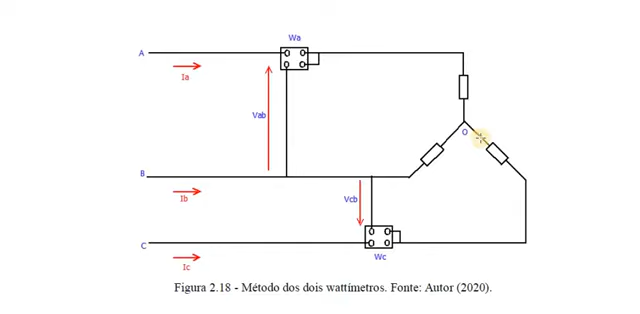 Wa
A
Ia
Vab
O
B
Ib
Vcb
C
Ic
Wc
Figura 2.18 - Método dos dois wattímetros. Fonte: Autor (2020).